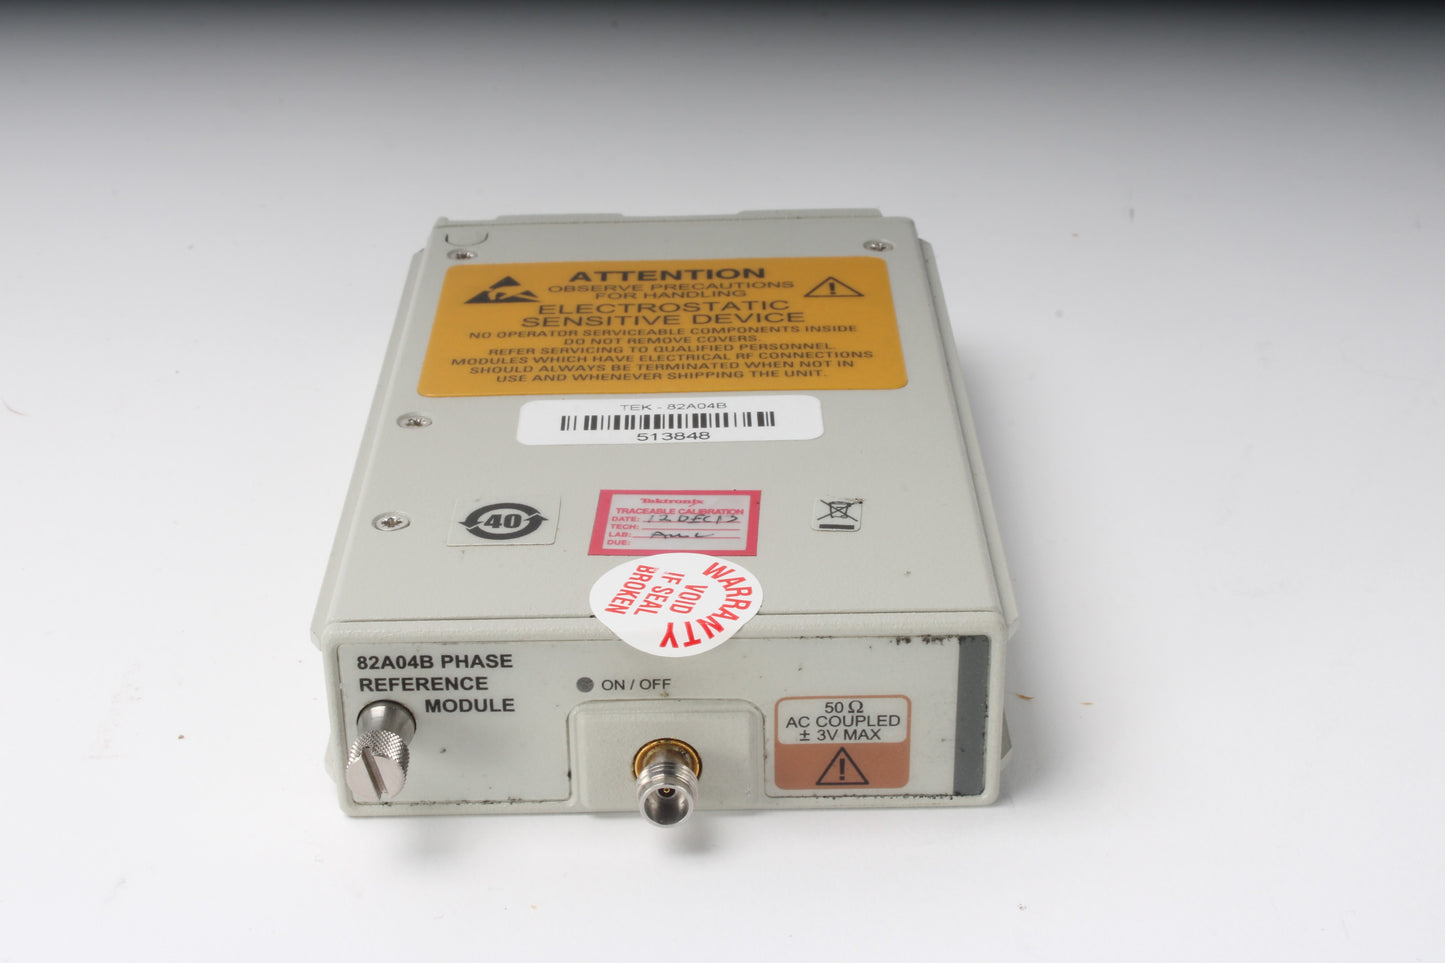 ATTENTION
OBSERVE PRECAUTIONS
FOR HANDLING
ELECTROSTATIC
SENSITIVE DEVICE
NO OPERATOR SERVICEABLE COMPONENTS INSIDE
DO NOT REMOVE COVERS.
REFER SERVICING TO QUALIFIED PERSONNEL.
MODULES WHICH HAVE ELECTRICAL RF CONNECTIONS
SHOULD ALWAYS BE TERMINATED WHEN NOT IN
USE AND WHENEVER SHIPPING THE UNIT.
TEK - 82A04B
513848
40
Tektronix
TRACEABLE CALIBRATION
DATE: 12 DEC 12
TECH:
LAB:
DUE:
WARRANTY
VOID
IF SEAL
BROKEN
82A04B PHASE
REFERENCE
MODULE
ON / OFF
50 Ω
AC COUPLED
± 3V MAX